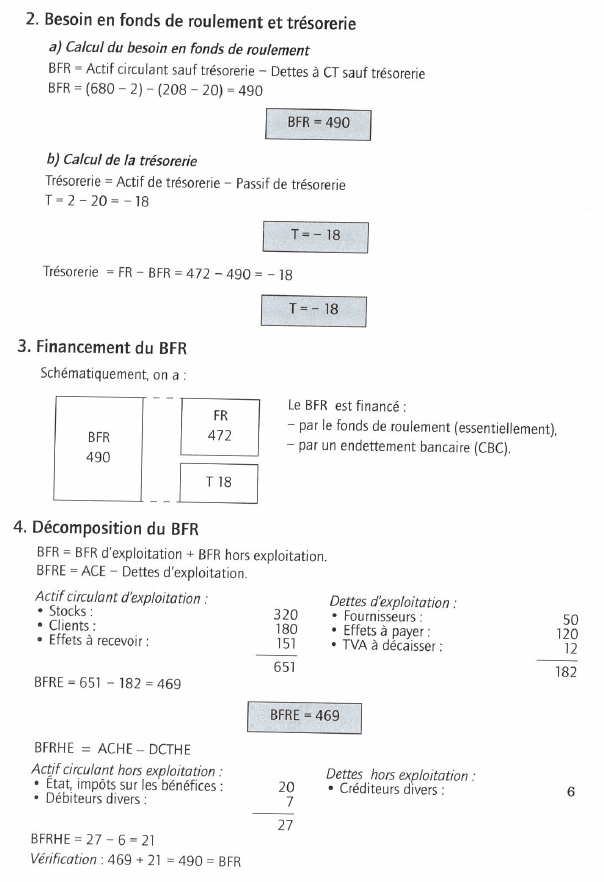 2. Besoin en fonds de roulement et trésorerie
a) Calcul du besoin en fonds de roulement
BFR = Actif circulant sauf trésorerie – Dettes à CT sauf trésorerie
BFR = (680 – 2) – (208 – 20) = 490
BFR = 490
b) Calcul de la trésorerie
Trésorerie = Actif de trésorerie – Passif de trésorerie
T = 2 – 20 = – 18
T = – 18
Trésorerie = FR – BFR = 472 – 490 = – 18
T = – 18
3. Financement du BFR
Schématiquement, on a :
BFR
490
FR
472
T 18
Le BFR est financé :
– par le fonds de roulement (essentiellement),
– par un endettement bancaire (CBC).
4. Décomposition du BFR
BFR = BFR d'exploitation + BFR hors exploitation.
BFRE = ACE – Dettes d'exploitation.
Actif circulant d'exploitation :
• Stocks : 320
• Clients : 180
• Effets à recevoir : 151
651
Dettes d'exploitation :
• Fournisseurs : 50
• Effets à payer : 120
• TVA à décaisser : 12
182
BFRE = 651 – 182 = 469
BFRE = 469
BFRHE = ACHE – DCTHE
Actif circulant hors exploitation :
• État, impôts sur les bénéfices : 20
• Débiteurs divers : 7
27
Dettes hors exploitation :
• Créditeurs divers : 6
BFRHE = 27 – 6 = 21
Vérification : 469 + 21 = 490 = BFR